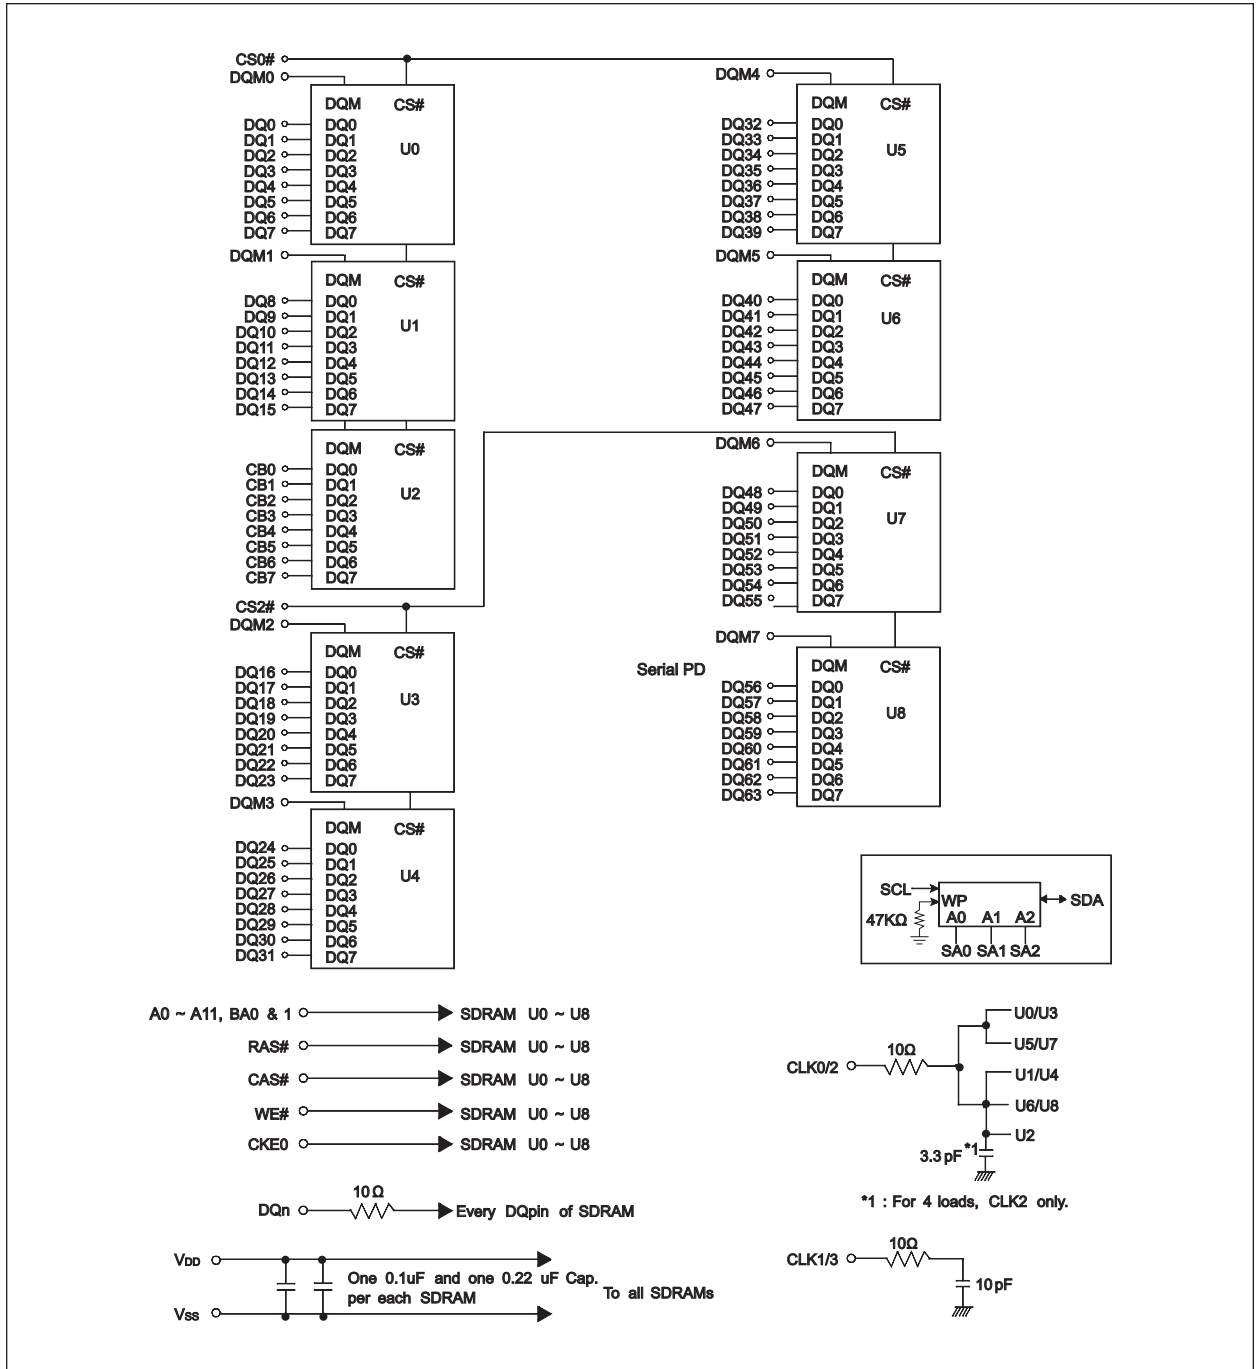 CS0#
DQM0
DQM CS#
DQ0 DQ0
DQ1 DQ1
DQ2 DQ2
DQ3 DQ3
DQ4 DQ4
DQ5 DQ5
DQ6 DQ6
DQ7 DQ7
U0
DQM1
DQM CS#
DQ8 DQ0
DQ9 DQ1
DQ10 DQ2
DQ11 DQ3
DQ12 DQ4
DQ13 DQ5
DQ14 DQ6
DQ15 DQ7
U1
DQM CS#
CB0 DQ0
CB1 DQ1
CB2 DQ2
CB3 DQ3
CB4 DQ4
CB5 DQ5
CB6 DQ6
CB7 DQ7
U2
CS2#
DQM2
DQM CS#
DQ16 DQ0
DQ17 DQ1
DQ18 DQ2
DQ19 DQ3
DQ20 DQ4
DQ21 DQ5
DQ22 DQ6
DQ23 DQ7
U3
DQM3
DQM CS#
DQ24 DQ0
DQ25 DQ1
DQ26 DQ2
DQ27 DQ3
DQ28 DQ4
DQ29 DQ5
DQ30 DQ6
DQ31 DQ7
U4
DQM4
DQM CS#
DQ32 DQ0
DQ33 DQ1
DQ34 DQ2
DQ35 DQ3
DQ36 DQ4
DQ37 DQ5
DQ38 DQ6
DQ39 DQ7
U5
DQM5
DQM CS#
DQ40 DQ0
DQ41 DQ1
DQ42 DQ2
DQ43 DQ3
DQ44 DQ4
DQ45 DQ5
DQ46 DQ6
DQ47 DQ7
U6
DQM6
DQM CS#
DQ48 DQ0
DQ49 DQ1
DQ50 DQ2
DQ51 DQ3
DQ52 DQ4
DQ53 DQ5
DQ54 DQ6
DQ55 DQ7
U7
DQM7
DQM CS#
DQ56 DQ0
DQ57 DQ1
DQ58 DQ2
DQ59 DQ3
DQ60 DQ4
DQ61 DQ5
DQ62 DQ6
DQ63 DQ7
U8
Serial PD
SCL
WP
47KΩ
A0 A1 A2
SDA
SA0 SA1 SA2
A0 ~ A11, BA0 & 1 SDRAM U0 ~ U8
RAS# SDRAM U0 ~ U8
CAS# SDRAM U0 ~ U8
WE# SDRAM U0 ~ U8
CKE0 SDRAM U0 ~ U8
10Ω
DQn Every DQpin of SDRAM
VDD
One 0.1uF and one 0.22 uF Cap.
per each SDRAM
To all SDRAMs
Vss
CLK0/2
10Ω
U0/U3
U5/U7
U1/U4
U6/U8
U2
3.3 pF *1
*1 : For 4 loads, CLK2 only.
CLK1/3
10Ω
10 pF